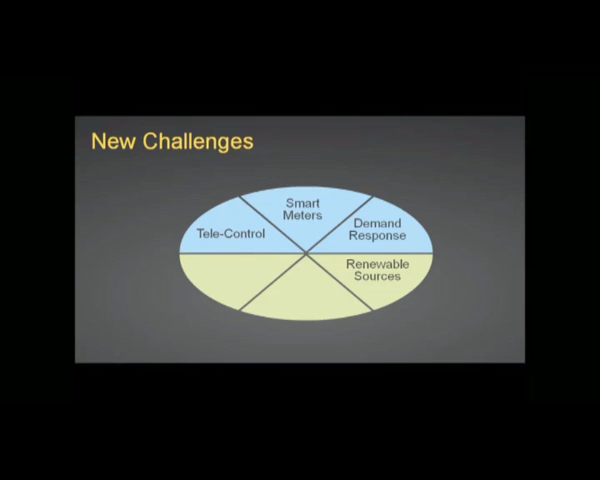 New Challenges
Smart
Meters
Tele-Control
Demand
Response
Renewable
Sources